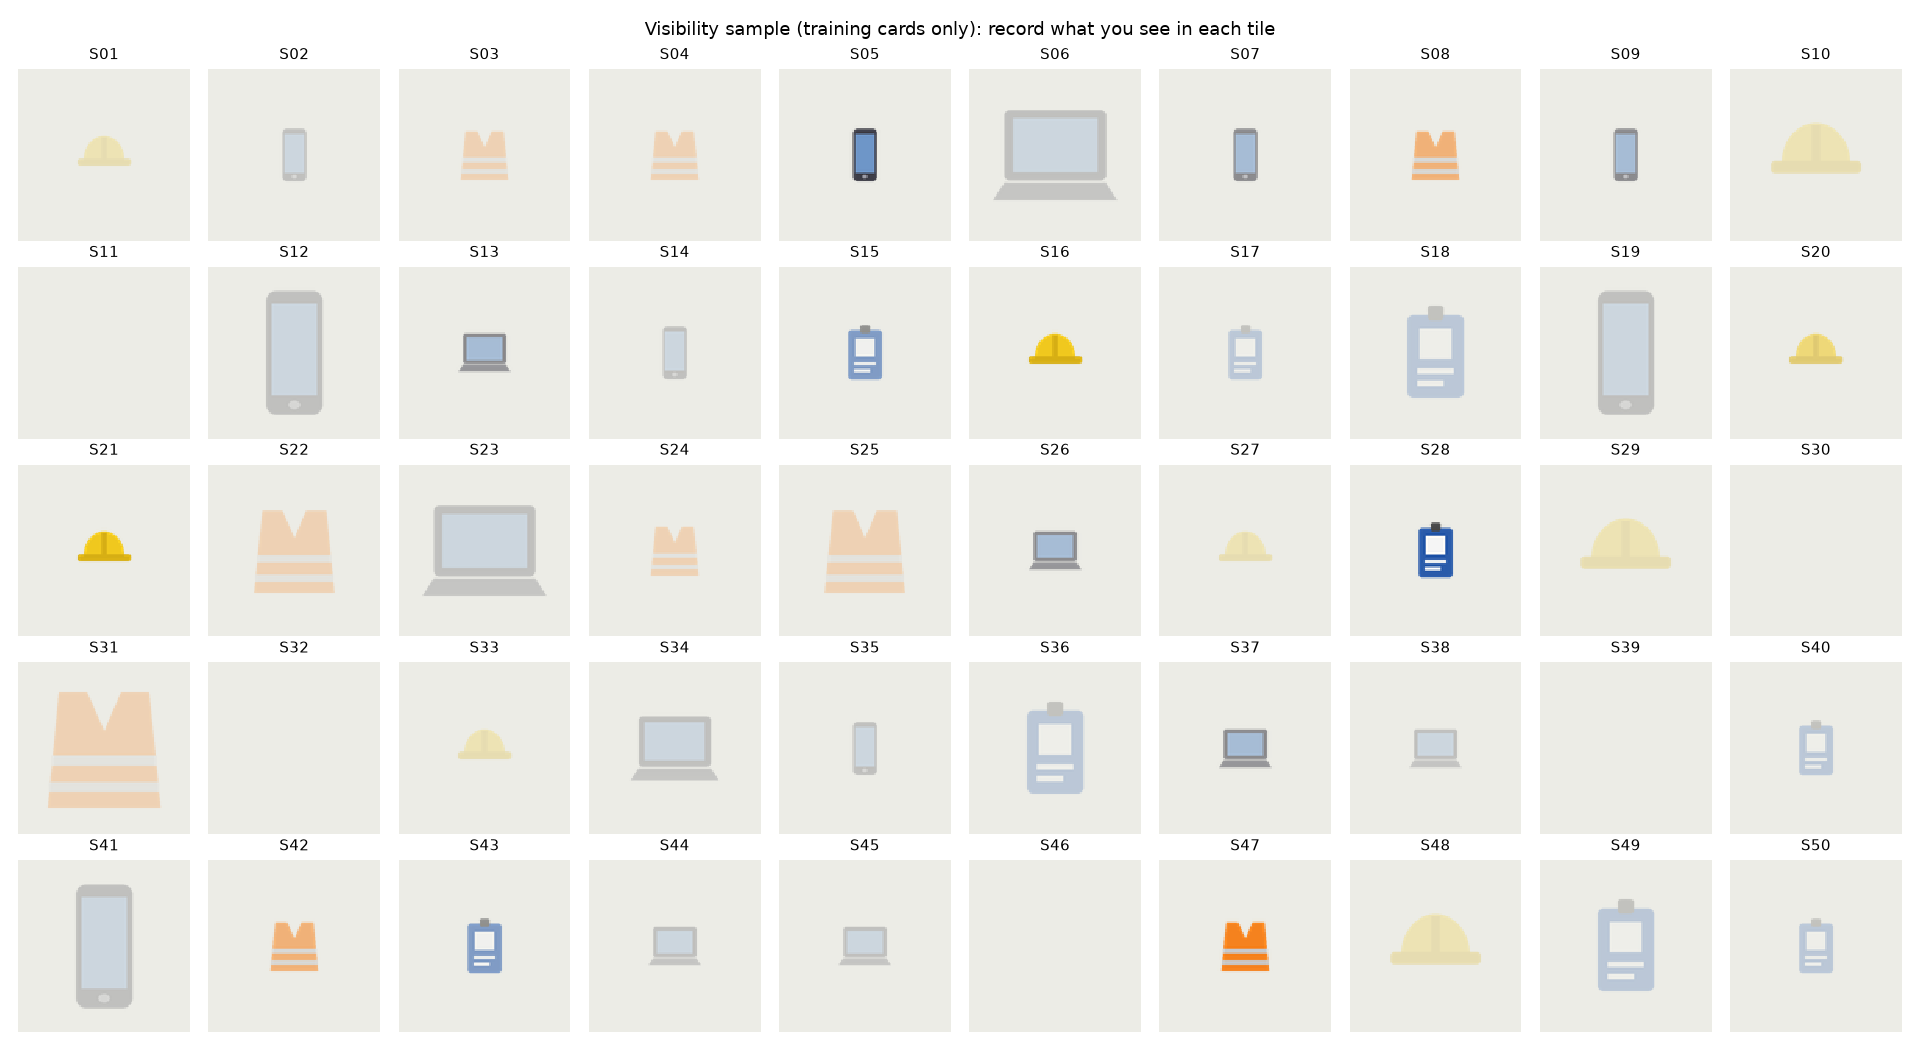 Visibility sample (training cards only): record what you see in each tile
S01 S02 S03 S04 S05 S06 S07 S08 S09 S10
S11 S12 S13 S14 S15 S16 S17 S18 S19 S20
S21 S22 S23 S24 S25 S26 S27 S28 S29 S30
S31 S32 S33 S34 S35 S36 S37 S38 S39 S40
S41 S42 S43 S44 S45 S46 S47 S48 S49 S50